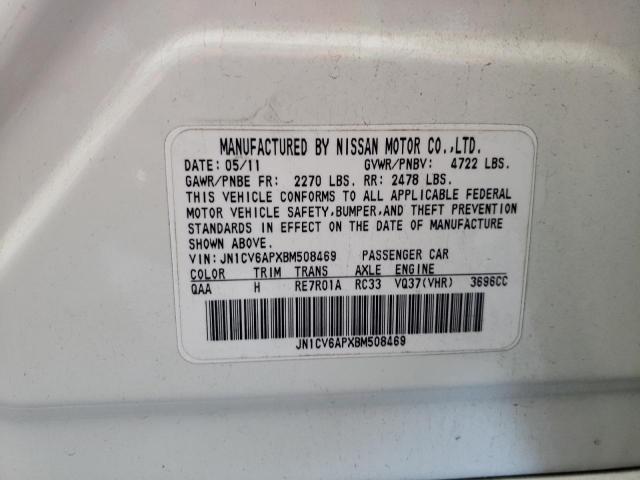 MANUFACTURED BY NISSAN MOTOR CO.,LTD.
DATE: 05/11 GVWR/PNBV: 4722 LBS.
GAWR/PNBE FR: 2270 LBS. RR: 2478 LBS.
THIS VEHICLE CONFORMS TO ALL APPLICABLE FEDERAL
MOTOR VEHICLE SAFETY,BUMPER,AND THEFT PREVENTION
STANDARDS IN EFFECT ON THE DATE OF MANUFACTURE
SHOWN ABOVE.
VIN: JN1CV6APXBM508469 PASSENGER CAR
COLOR TRIM TRANS AXLE ENGINE
QAA H RE7R01A RC33 VQ37(VHR) 3696CC
JN1CV6APXBM508469